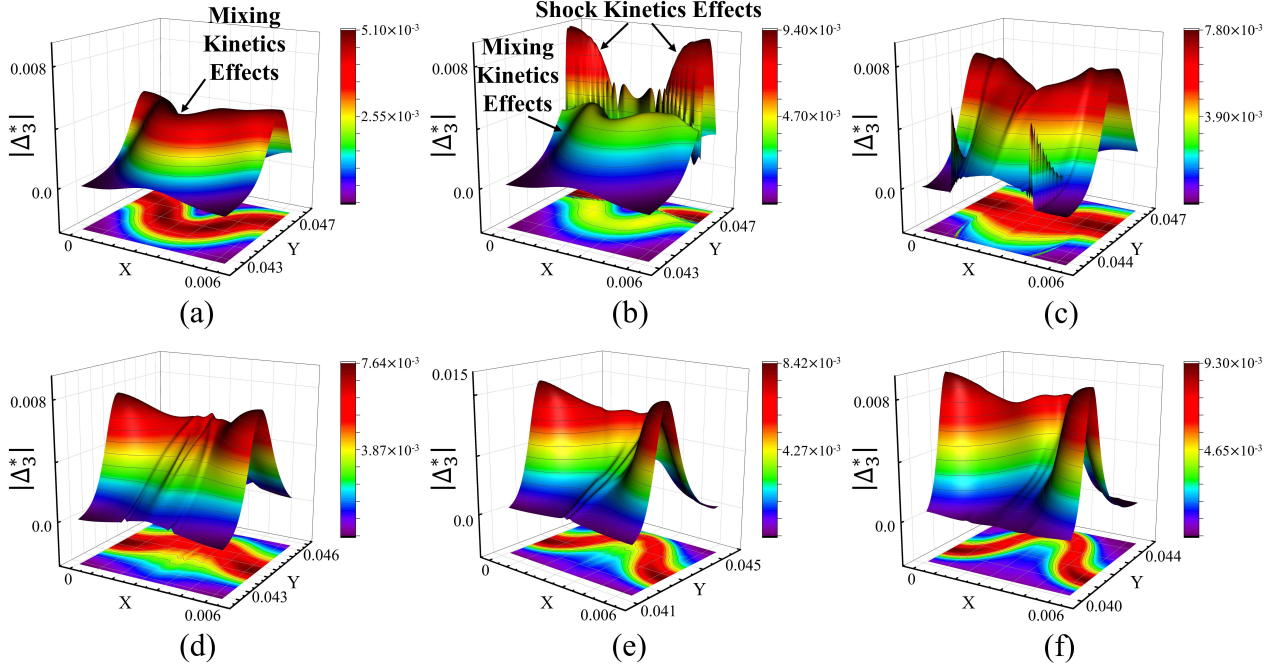 Mixing
Kinetics
Effects
5.10×10⁻³
2.55×10⁻³
0.008
0.0
|Δ₃*|
0
X
0.006
0.043
Y
0.047
(a)
Shock Kinetics Effects
Mixing
Kinetics
Effects
9.40×10⁻³
4.70×10⁻³
0.008
0.0
|Δ₃*|
0
X
0.006
0.043
Y
0.047
(b)
7.80×10⁻³
3.90×10⁻³
0.008
0.0
|Δ₃*|
0
X
0.006
0.044
Y
0.047
(c)
7.64×10⁻³
3.87×10⁻³
0.008
0.0
|Δ₃*|
0
X
0.006
0.043
Y
0.046
(d)
8.42×10⁻³
4.27×10⁻³
0.015
0.0
|Δ₃*|
0
X
0.006
0.041
Y
0.045
(e)
9.30×10⁻³
4.65×10⁻³
0.008
0.0
|Δ₃*|
0
X
0.006
0.040
Y
0.044
(f)